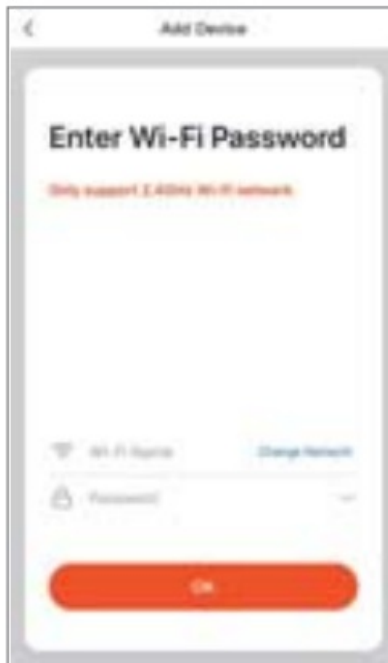 Add Device
Enter Wi-Fi Password
Only support 2.4GHz Wi-Fi network
Wi-Fi Name
Change Network
Password
OK